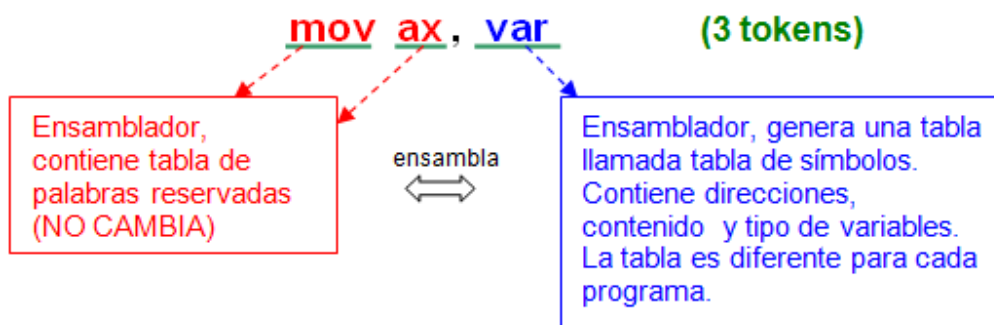 mov ax, var (3 tokens)
Ensamblador,
contiene tabla de
palabras reservadas
(NO CAMBIA)
ensambla
Ensamblador, genera una tabla
llamada tabla de símbolos.
Contiene direcciones,
contenido y tipo de variables.
La tabla es diferente para cada
programa.